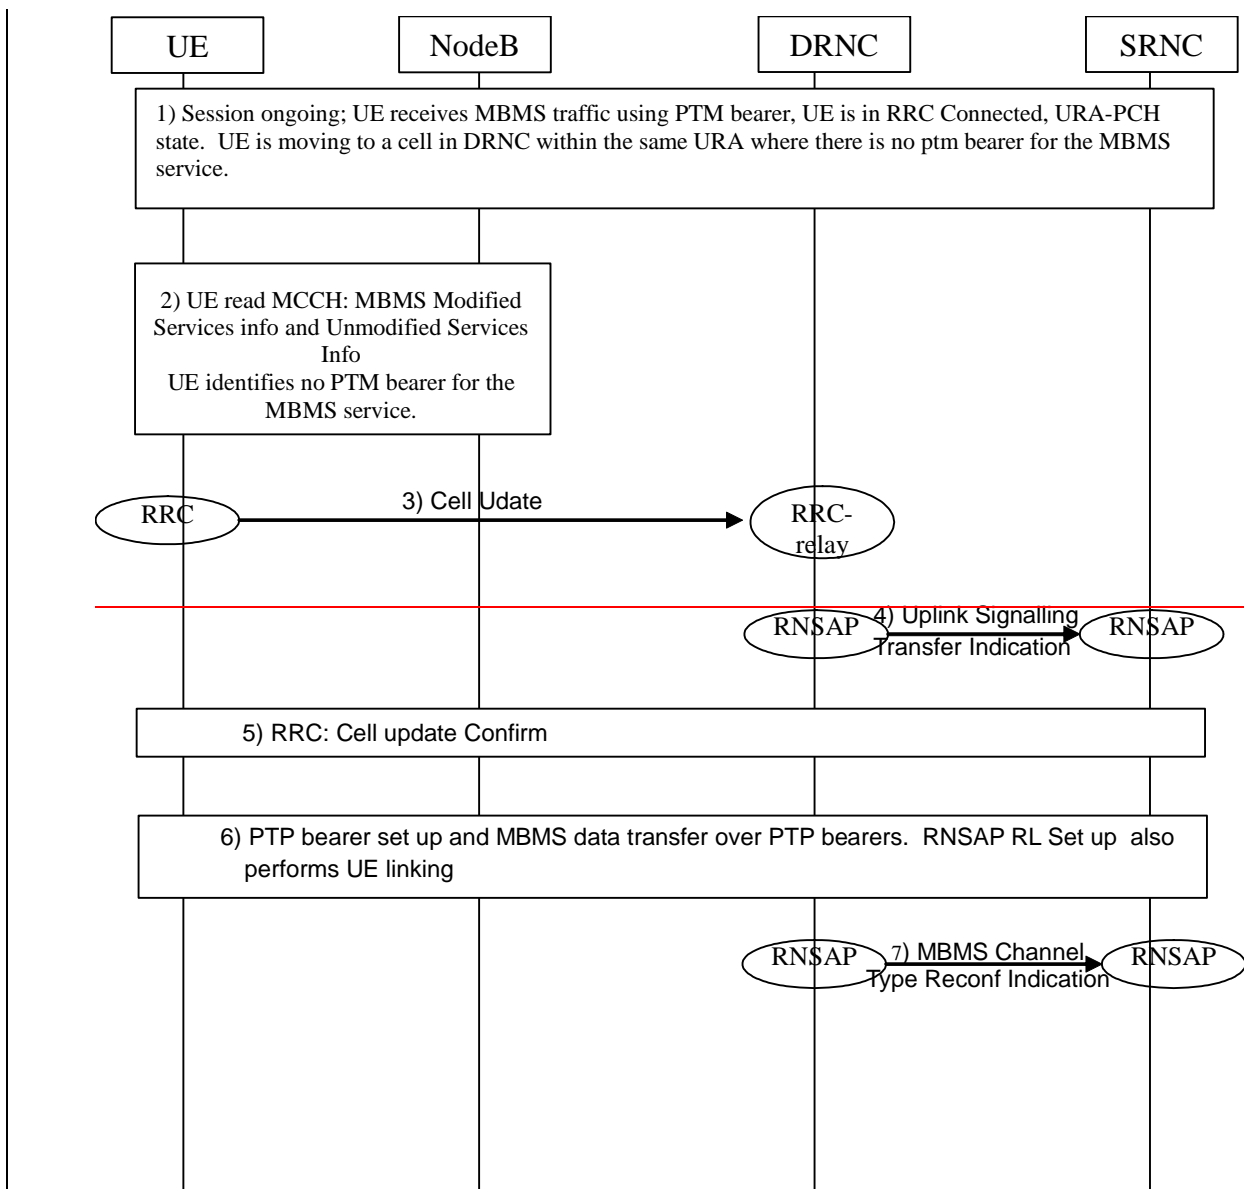 UE
NodeB
DRNC
SRNC
1) Session ongoing; UE receives MBMS traffic using PTM bearer, UE is in RRC Connected, URA-PCH
state.  UE is moving to a cell in DRNC within the same URA where there is no ptm bearer for the MBMS
service.
2) UE read MCCH: MBMS Modified
Services info and Unmodified Services
Info
UE identifies no PTM bearer for the
MBMS service.
RRC
3) Cell Udate
RRC-
relay
RNSAP
4) Uplink Signalling
Transfer Indication
RNSAP
5) RRC: Cell update Confirm
6) PTP bearer set up and MBMS data transfer over PTP bearers.  RNSAP RL Set up  also
performs UE linking
RNSAP
7) MBMS Channel
Type Reconf Indication
RNSAP